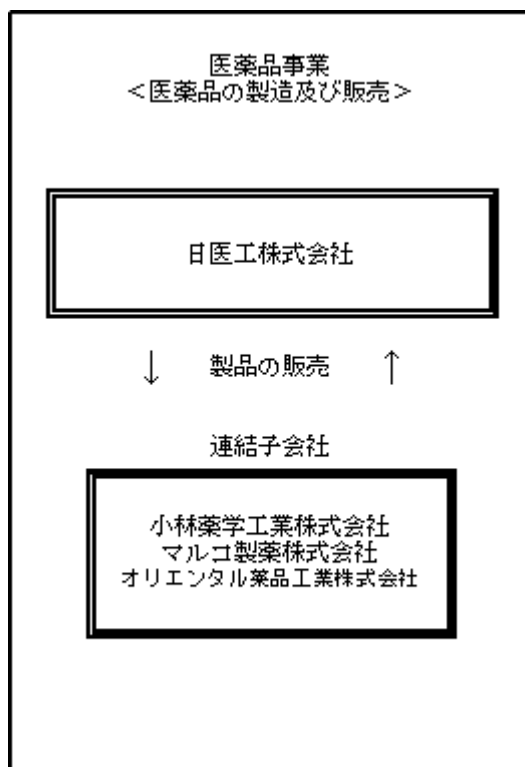 医薬品事業
＜医薬品の製造及び販売＞
日医工株式会社
↓ 製品の販売 ↑
連結子会社
小林薬学工業株式会社
マルコ製薬株式会社
オリエンタル薬品工業株式会社